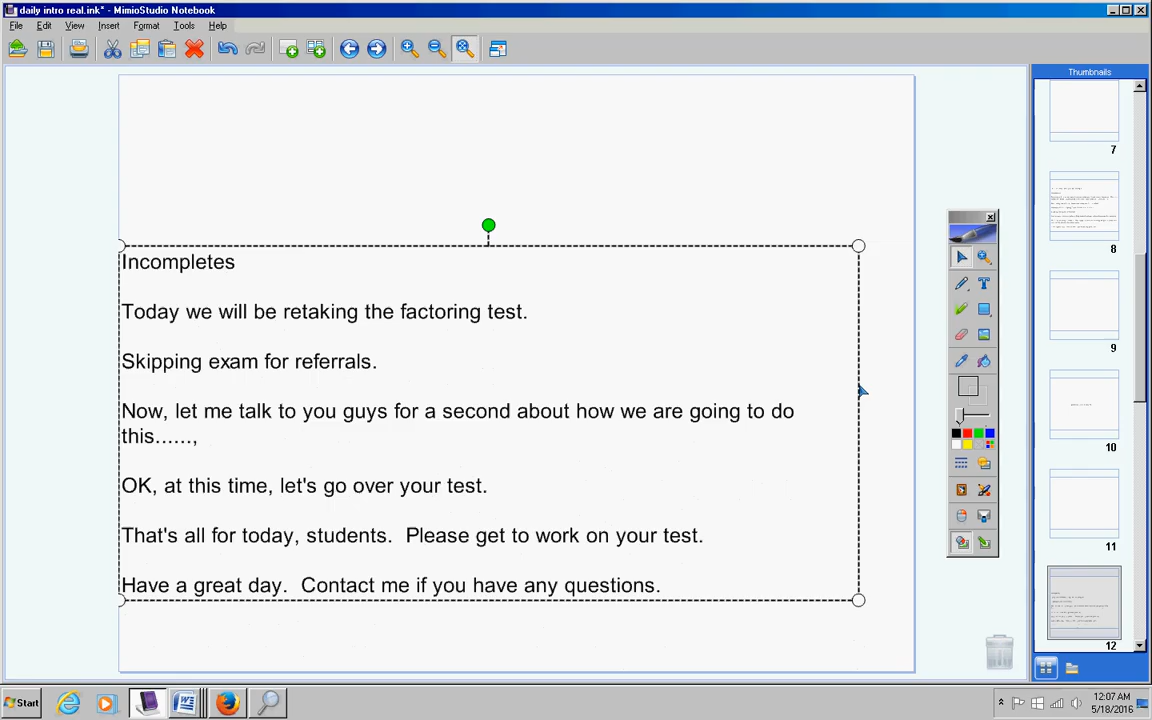 daily intro real.ink* - MimioStudio Notebook
File Edit View Insert Format Tools Help
Thumbnails
7
8
9
10
11
12
Incompletes
Today we will be retaking the factoring test.
Skipping exam for referrals.
Now, let me talk to you guys for a second about how we are going to do
this......,
OK, at this time, let's go over your test.
That's all for today, students.  Please get to work on your test.
Have a great day.  Contact me if you have any questions.
Start
12:07 AM
5/18/2016